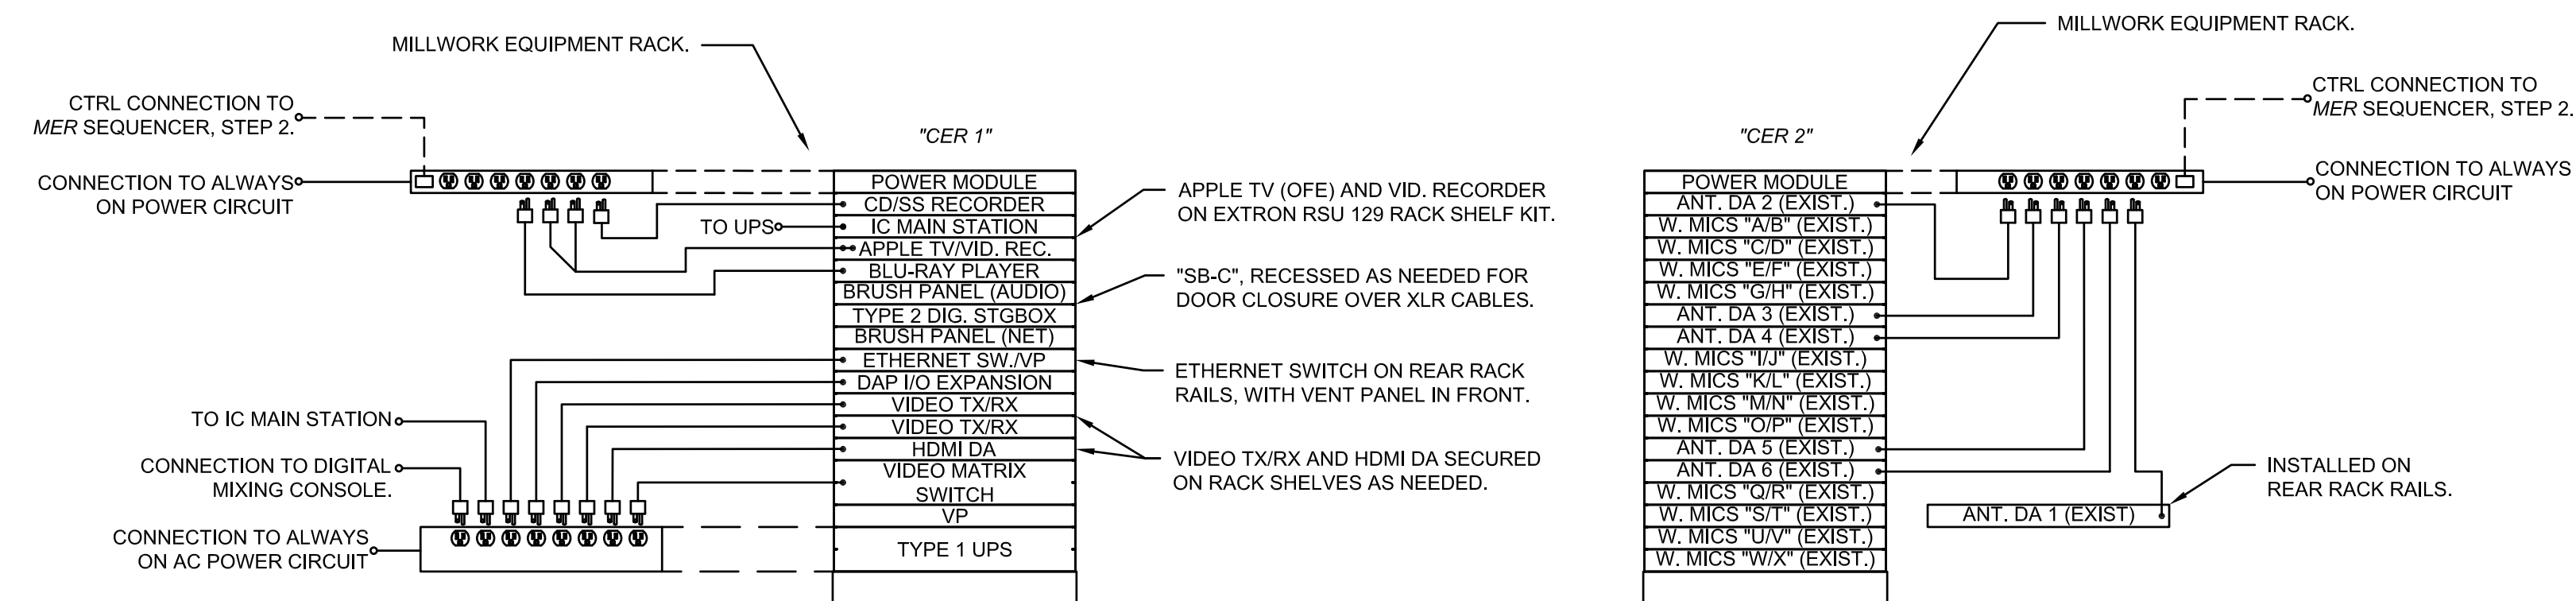 MILLWORK EQUIPMENT RACK.
CTRL CONNECTION TO
MER SEQUENCER, STEP 2.
CONNECTION TO ALWAYS
ON POWER CIRCUIT
"CER 1"
POWER MODULE
CD/SS RECORDER
TO UPS
IC MAIN STATION
APPLE TV/VID. REC.
BLU-RAY PLAYER
BRUSH PANEL (AUDIO)
TYPE 2 DIG. STGBOX
BRUSH PANEL (NET)
ETHERNET SW./VP
DAP I/O EXPANSION
VIDEO TX/RX
VIDEO TX/RX
HDMI DA
VIDEO MATRIX
SWITCH
VP
TYPE 1 UPS
TO IC MAIN STATION
CONNECTION TO DIGITAL
MIXING CONSOLE.
CONNECTION TO ALWAYS
ON AC POWER CIRCUIT
APPLE TV (OFE) AND VID. RECORDER
ON EXTRON RSU 129 RACK SHELF KIT.
"SB-C", RECESSED AS NEEDED FOR
DOOR CLOSURE OVER XLR CABLES.
ETHERNET SWITCH ON REAR RACK
RAILS, WITH VENT PANEL IN FRONT.
VIDEO TX/RX AND HDMI DA SECURED
ON RACK SHELVES AS NEEDED.
MILLWORK EQUIPMENT RACK.
"CER 2"
POWER MODULE
ANT. DA 2 (EXIST.)
W. MICS "A/B" (EXIST.)
W. MICS "C/D" (EXIST.)
W. MICS "E/F" (EXIST.)
W. MICS "G/H" (EXIST.)
ANT. DA 3 (EXIST.)
ANT. DA 4 (EXIST.)
W. MICS "I/J" (EXIST.)
W. MICS "K/L" (EXIST.)
W. MICS "M/N" (EXIST.)
W. MICS "O/P" (EXIST.)
ANT. DA 5 (EXIST.)
ANT. DA 6 (EXIST.)
W. MICS "Q/R" (EXIST.)
W. MICS "S/T" (EXIST.)
W. MICS "U/V" (EXIST.)
W. MICS "W/X" (EXIST.)
CTRL CONNECTION TO
MER SEQUENCER, STEP 2.
CONNECTION TO ALWAYS
ON POWER CIRCUIT
INSTALLED ON
REAR RACK RAILS.
ANT. DA 1 (EXIST)